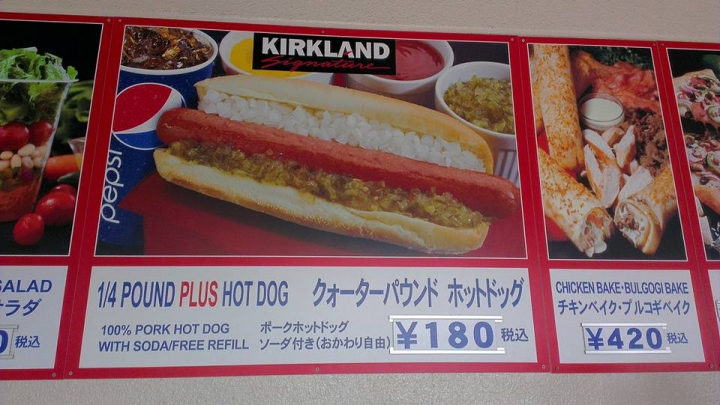 KIRKLAND
Signature
pepsi
SALAD
サラダ
0 税込
1/4 POUND PLUS HOT DOG クォーターパウンド ホットドッグ
100% PORK HOT DOG ポークホットドッグ
WITH SODA/FREE REFILL ソーダ付き(おかわり自由) ¥180 税込
CHICKEN BAKE・BULGOGI BAKE
チキンベイク・プルコギベイク
¥420 税込